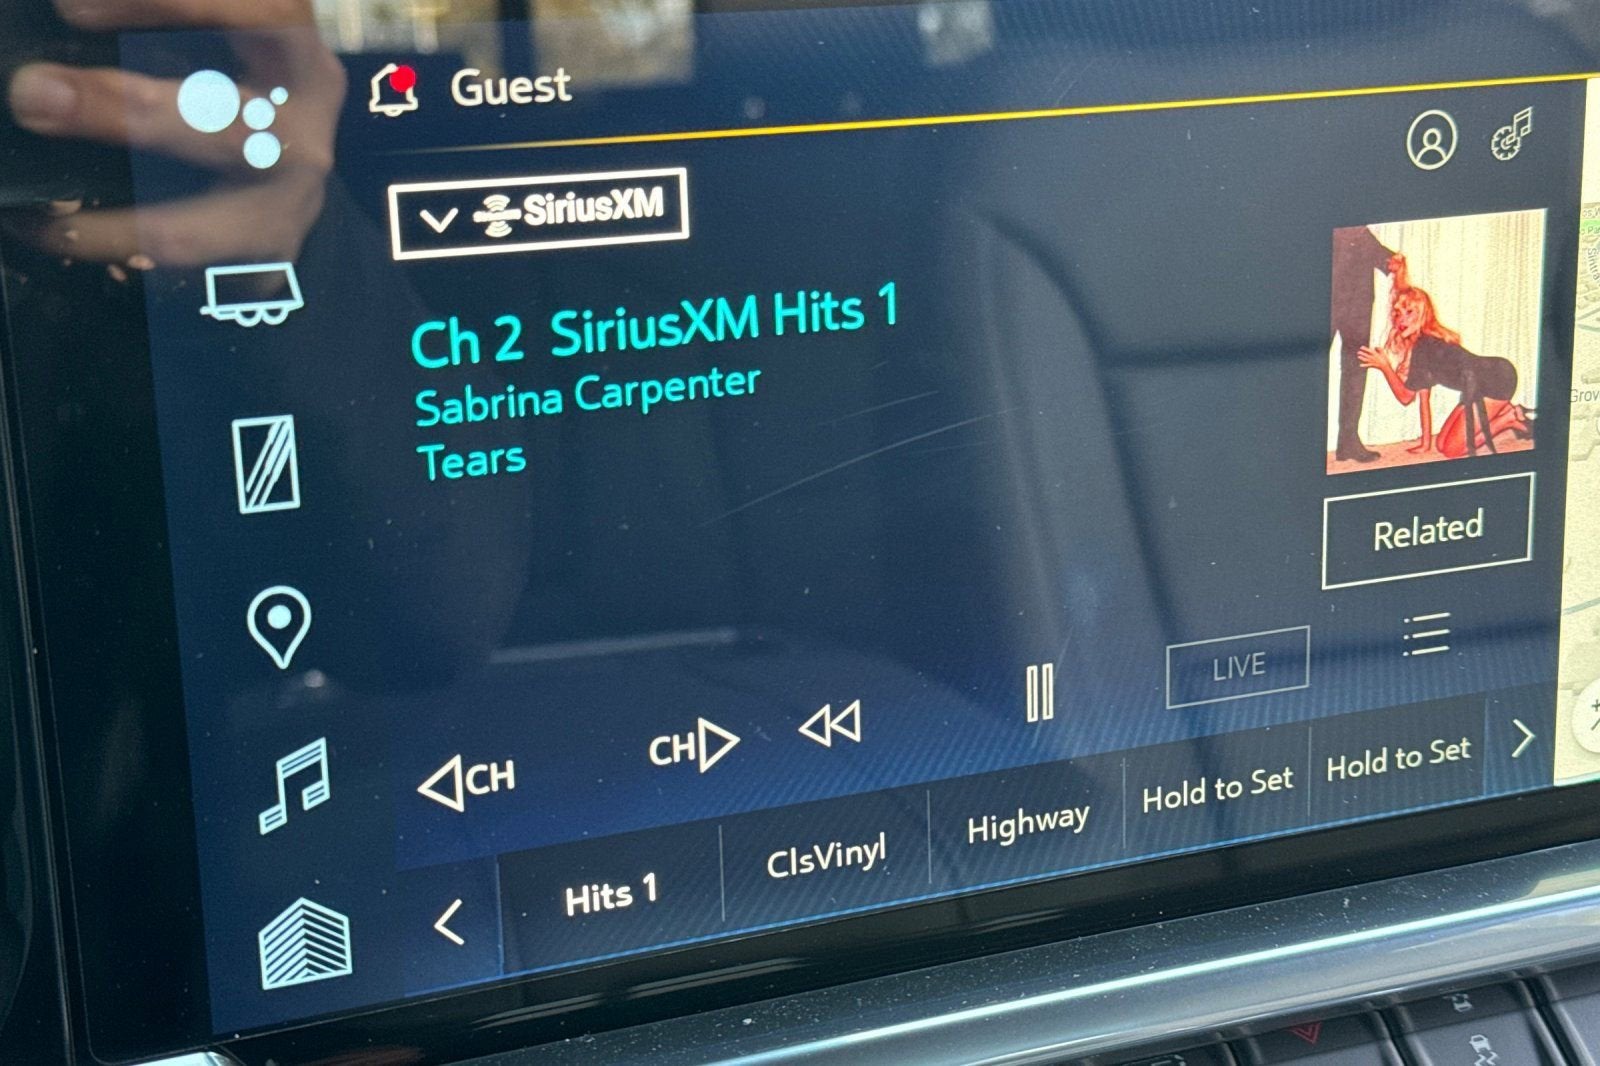 Guest
SiriusXM
Ch 2 SiriusXM Hits 1
Sabrina Carpenter
Tears
Related
LIVE
CH
CH
Hits 1
ClsVinyl
Highway
Hold to Set
Hold to Set
Grov